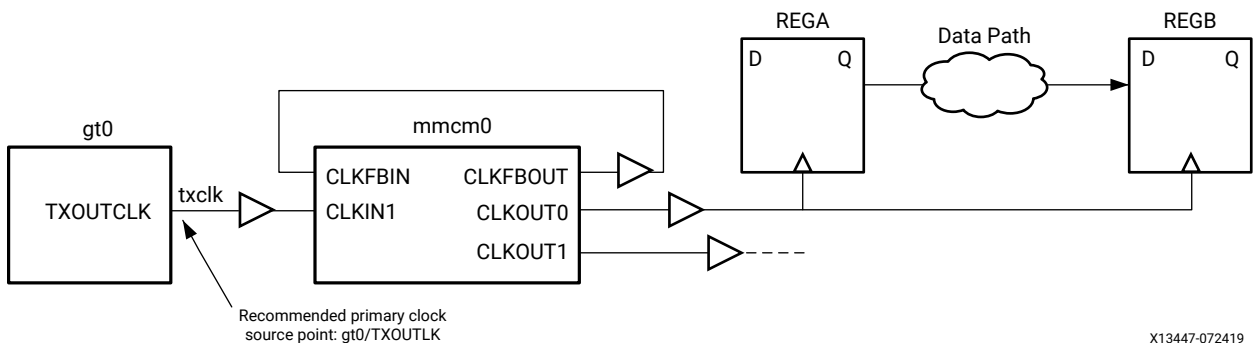 REGA
REGB
Data Path
D
Q
D
Q
gt0
mmcm0
TXOUTCLK
txclk
CLKFBIN
CLKFBOUT
CLKIN1
CLKOUT0
CLKOUT1
Recommended primary clock
source point: gt0/TXOUTLK
X13447-072419